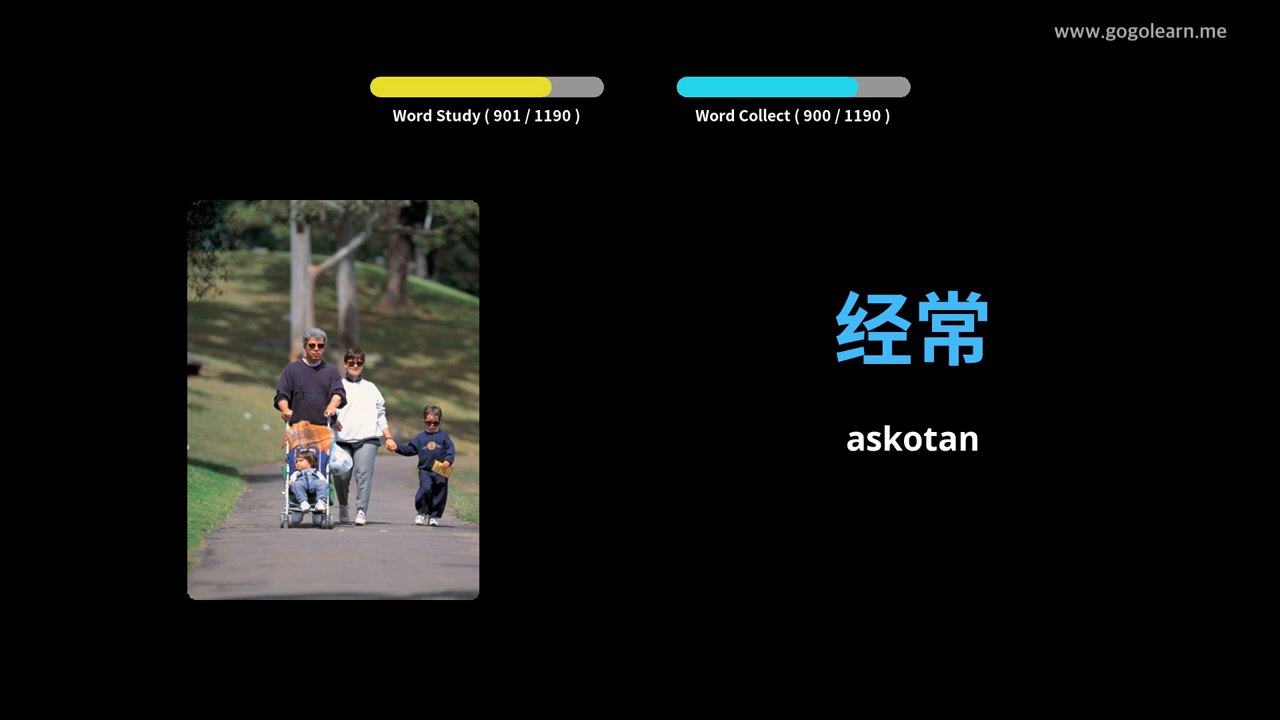 www.gogolearn.me
Word Study ( 901 / 1190 )
Word Collect ( 900 / 1190 )
经常
askotan